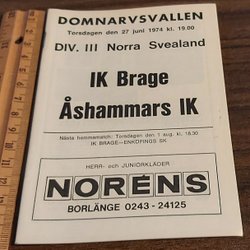 DOMNARVSVALLEN
Torsdagen den 27 juni 1974 kl. 19.00
DIV. III Norra Svealand
IK Brage
Åshammars IK
Nästa hemmamatch: Torsdagen den 1 aug. kl. 18.30
IK BRAGE—ENKÖPINGS SK
HERR- och JUNIORKLÄDER
NORÉNS
BORLÄNGE 0243 - 24125